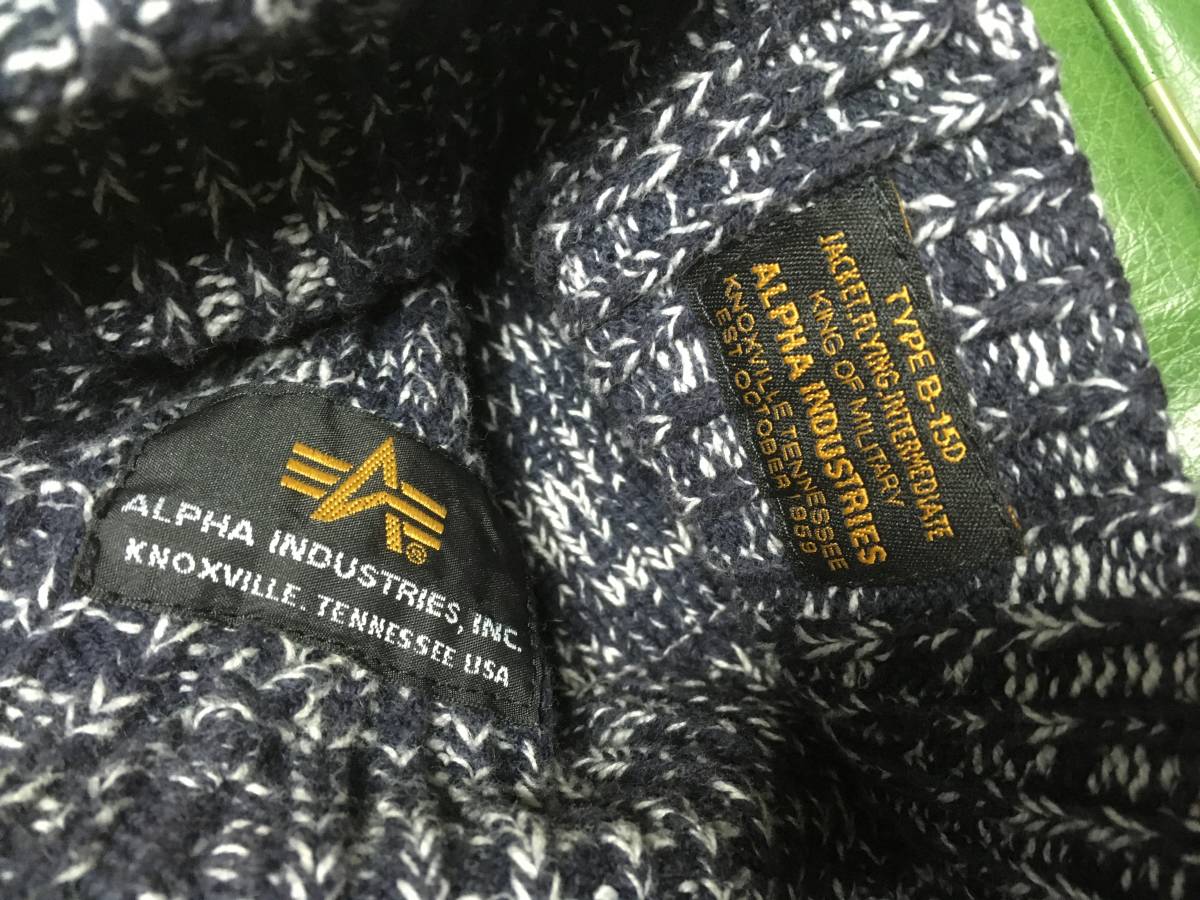 ALPHA INDUSTRIES, INC.
KNOXVILLE. TENNESSEE USA
TYPE B-15D
JACKET.FLYING.INTERMEDIATE
KING OF MILITARY
ALPHA INDUSTRIES
KNOXVILLE TENNESSEE
EST OCTOBER 1959